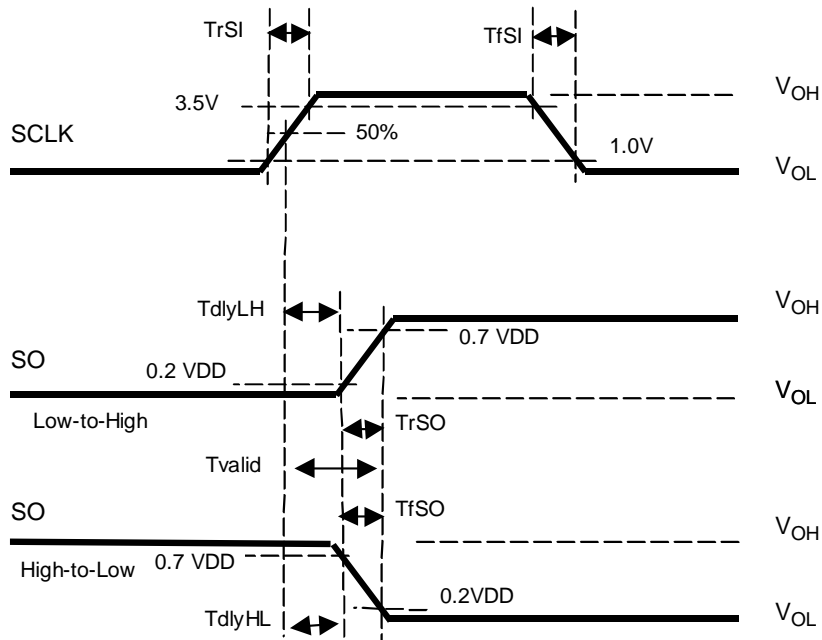 TrSI
TfSI
3.5V
V_OH
SCLK
50%
1.0V
V_OL
TdlyLH
V_OH
0.7 VDD
SO
0.2 VDD
V_OL
Low-to-High
TrSO
Tvalid
SO
TfSO
V_OH
0.7 VDD
High-to-Low
0.2VDD
TdlyHL
V_OL